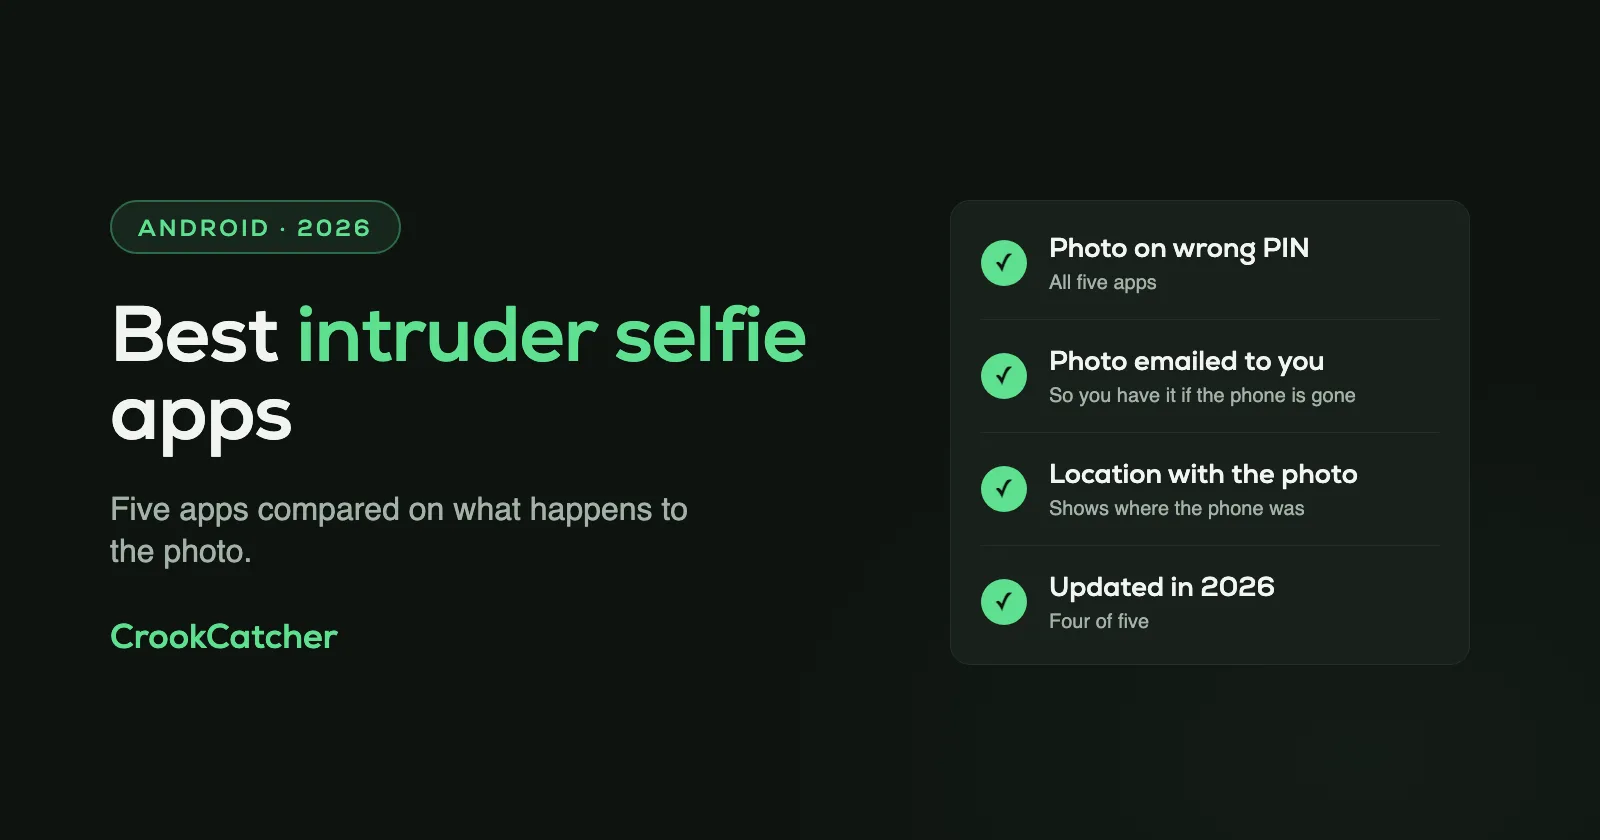 ANDROID · 2026
Best intruder selfie
apps
Five apps compared on what happens to
the photo.
CrookCatcher
Photo on wrong PIN
All five apps
Photo emailed to you
So you have it if the phone is gone
Location with the photo
Shows where the phone was
Updated in 2026
Four of five